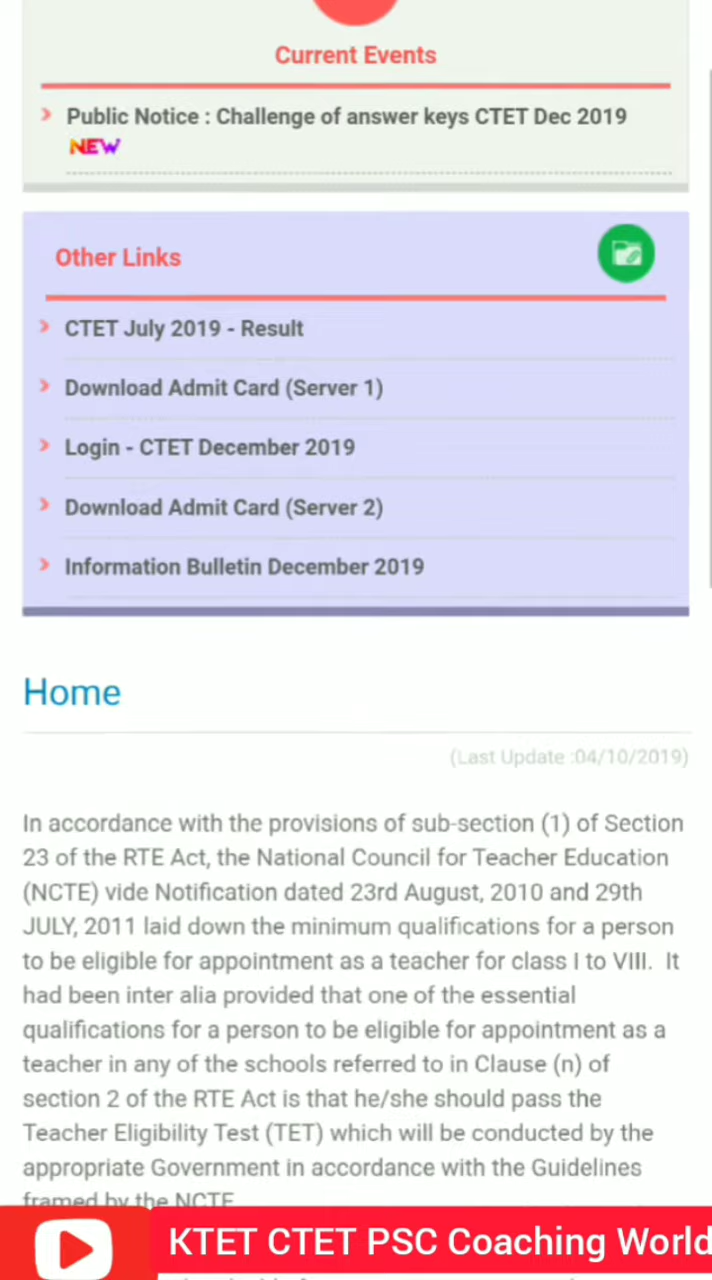 Current Events
Public Notice : Challenge of answer keys CTET Dec 2019
NEW
Other Links
CTET July 2019 - Result
Download Admit Card (Server 1)
Login - CTET December 2019
Download Admit Card (Server 2)
Information Bulletin December 2019
Home
(Last Update :04/10/2019)
In accordance with the provisions of sub-section (1) of Section
23 of the RTE Act, the National Council for Teacher Education
(NCTE) vide Notification dated 23rd August, 2010 and 29th
JULY, 2011 laid down the minimum qualifications for a person
to be eligible for appointment as a teacher for class I to VIII. It
had been inter alia provided that one of the essential
qualifications for a person to be eligible for appointment as a
teacher in any of the schools referred to in Clause (n) of
section 2 of the RTE Act is that he/she should pass the
Teacher Eligibility Test (TET) which will be conducted by the
appropriate Government in accordance with the Guidelines
framed by the NCTE
KTET CTET PSC Coaching World